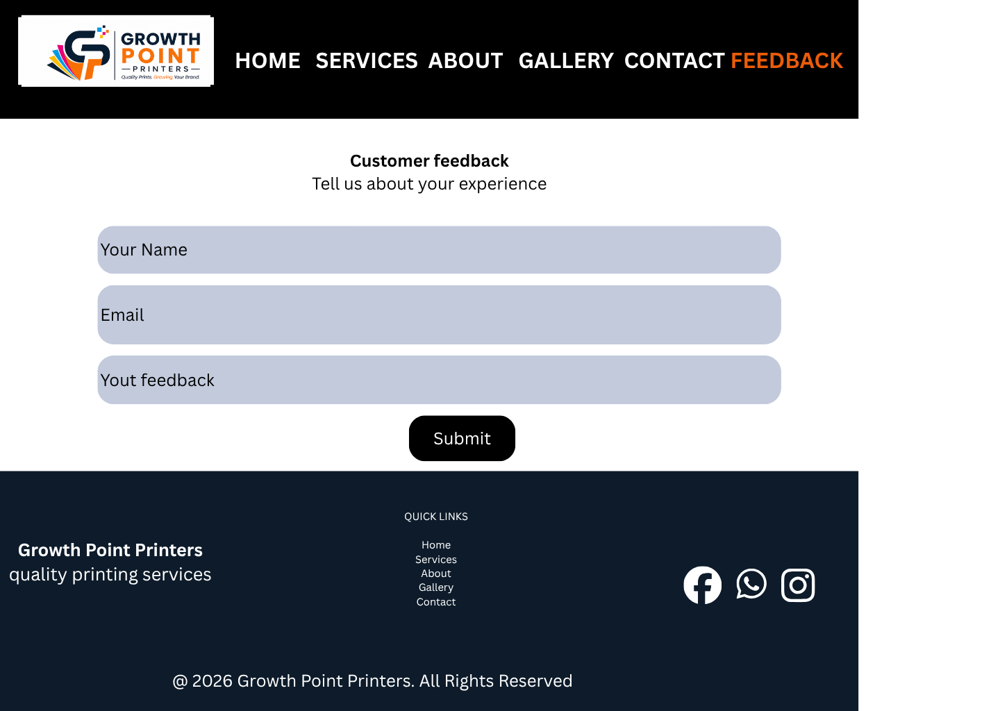 GROWTH
POINT
PRINTERS
Quality Prints. Growing Your Brand.
HOME SERVICES ABOUT GALLERY CONTACT FEEDBACK
Customer feedback
Tell us about your experience
Your Name
Email
Yout feedback
Submit
QUICK LINKS
Home
Services
About
Gallery
Contact
Growth Point Printers
quality printing services
@ 2026 Growth Point Printers. All Rights Reserved